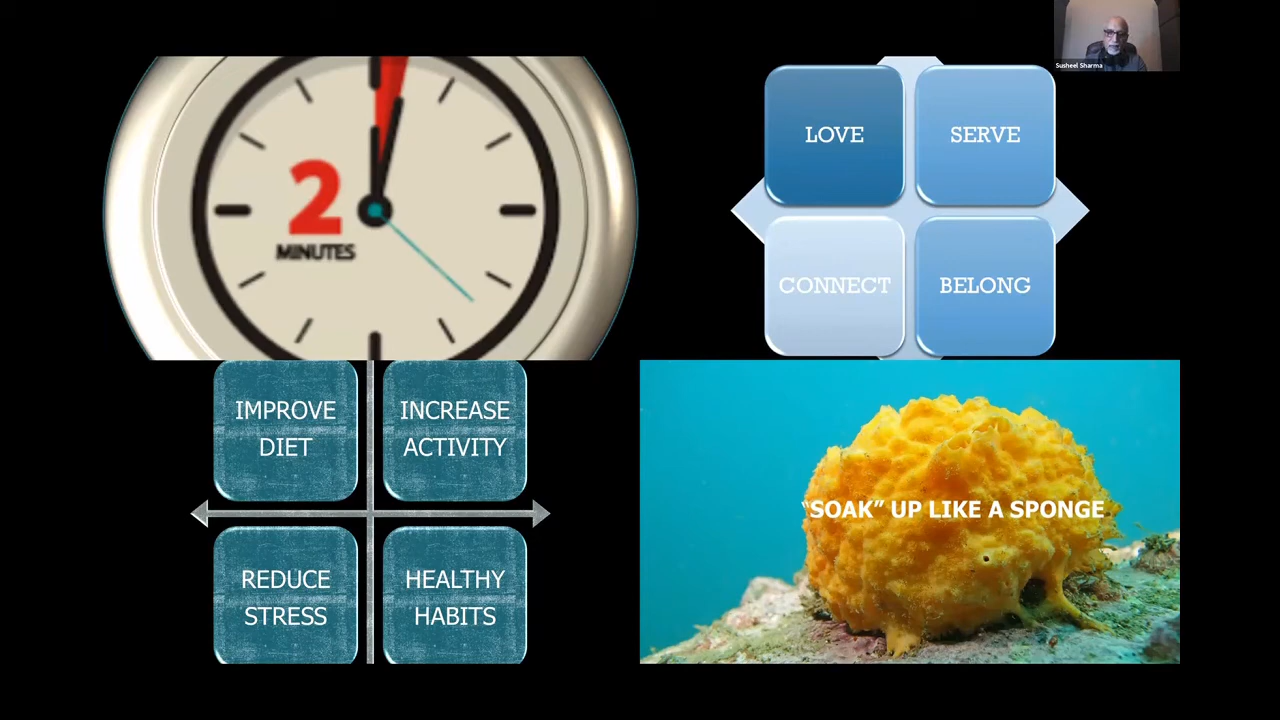 Susheel Sharma
2
MINUTES
LOVE
SERVE
CONNECT
BELONG
IMPROVE
DIET
INCREASE
ACTIVITY
REDUCE
STRESS
HEALTHY
HABITS
“SOAK” UP LIKE A SPONGE